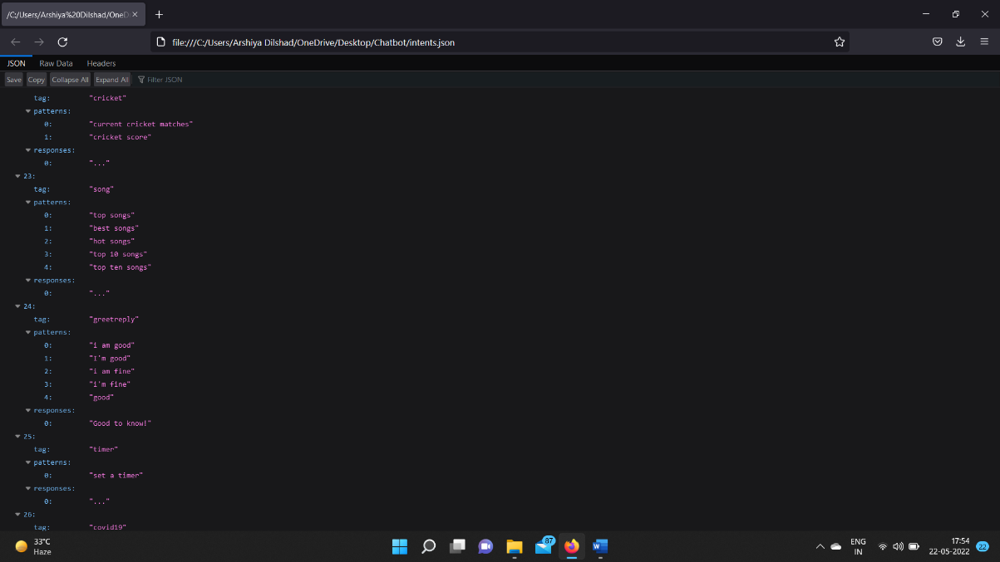 /C:/Users/Arshiya%20Dilshad/OneD
file:///C:/Users/Arshiya Dilshad/OneDrive/Desktop/Chatbot/intents.json
JSON Raw Data Headers
Save Copy Collapse All Expand All Filter JSON
tag: "cricket"
patterns:
0: "current cricket matches"
1: "cricket score"
responses:
0: "..."
23:
tag: "song"
patterns:
0: "top songs"
1: "best songs"
2: "hot songs"
3: "top 10 songs"
4: "top ten songs"
responses:
0: "..."
24:
tag: "greetreply"
patterns:
0: "i am good"
1: "I'm good"
2: "i am fine"
3: "i'm fine"
4: "good"
responses:
0: "Good to know!"
25:
tag: "timer"
patterns:
0: "set a timer"
responses:
0: "..."
26:
tag: "covid19"
33°C
Haze
87
W
ENG
IN
17:54
22-05-2022
22